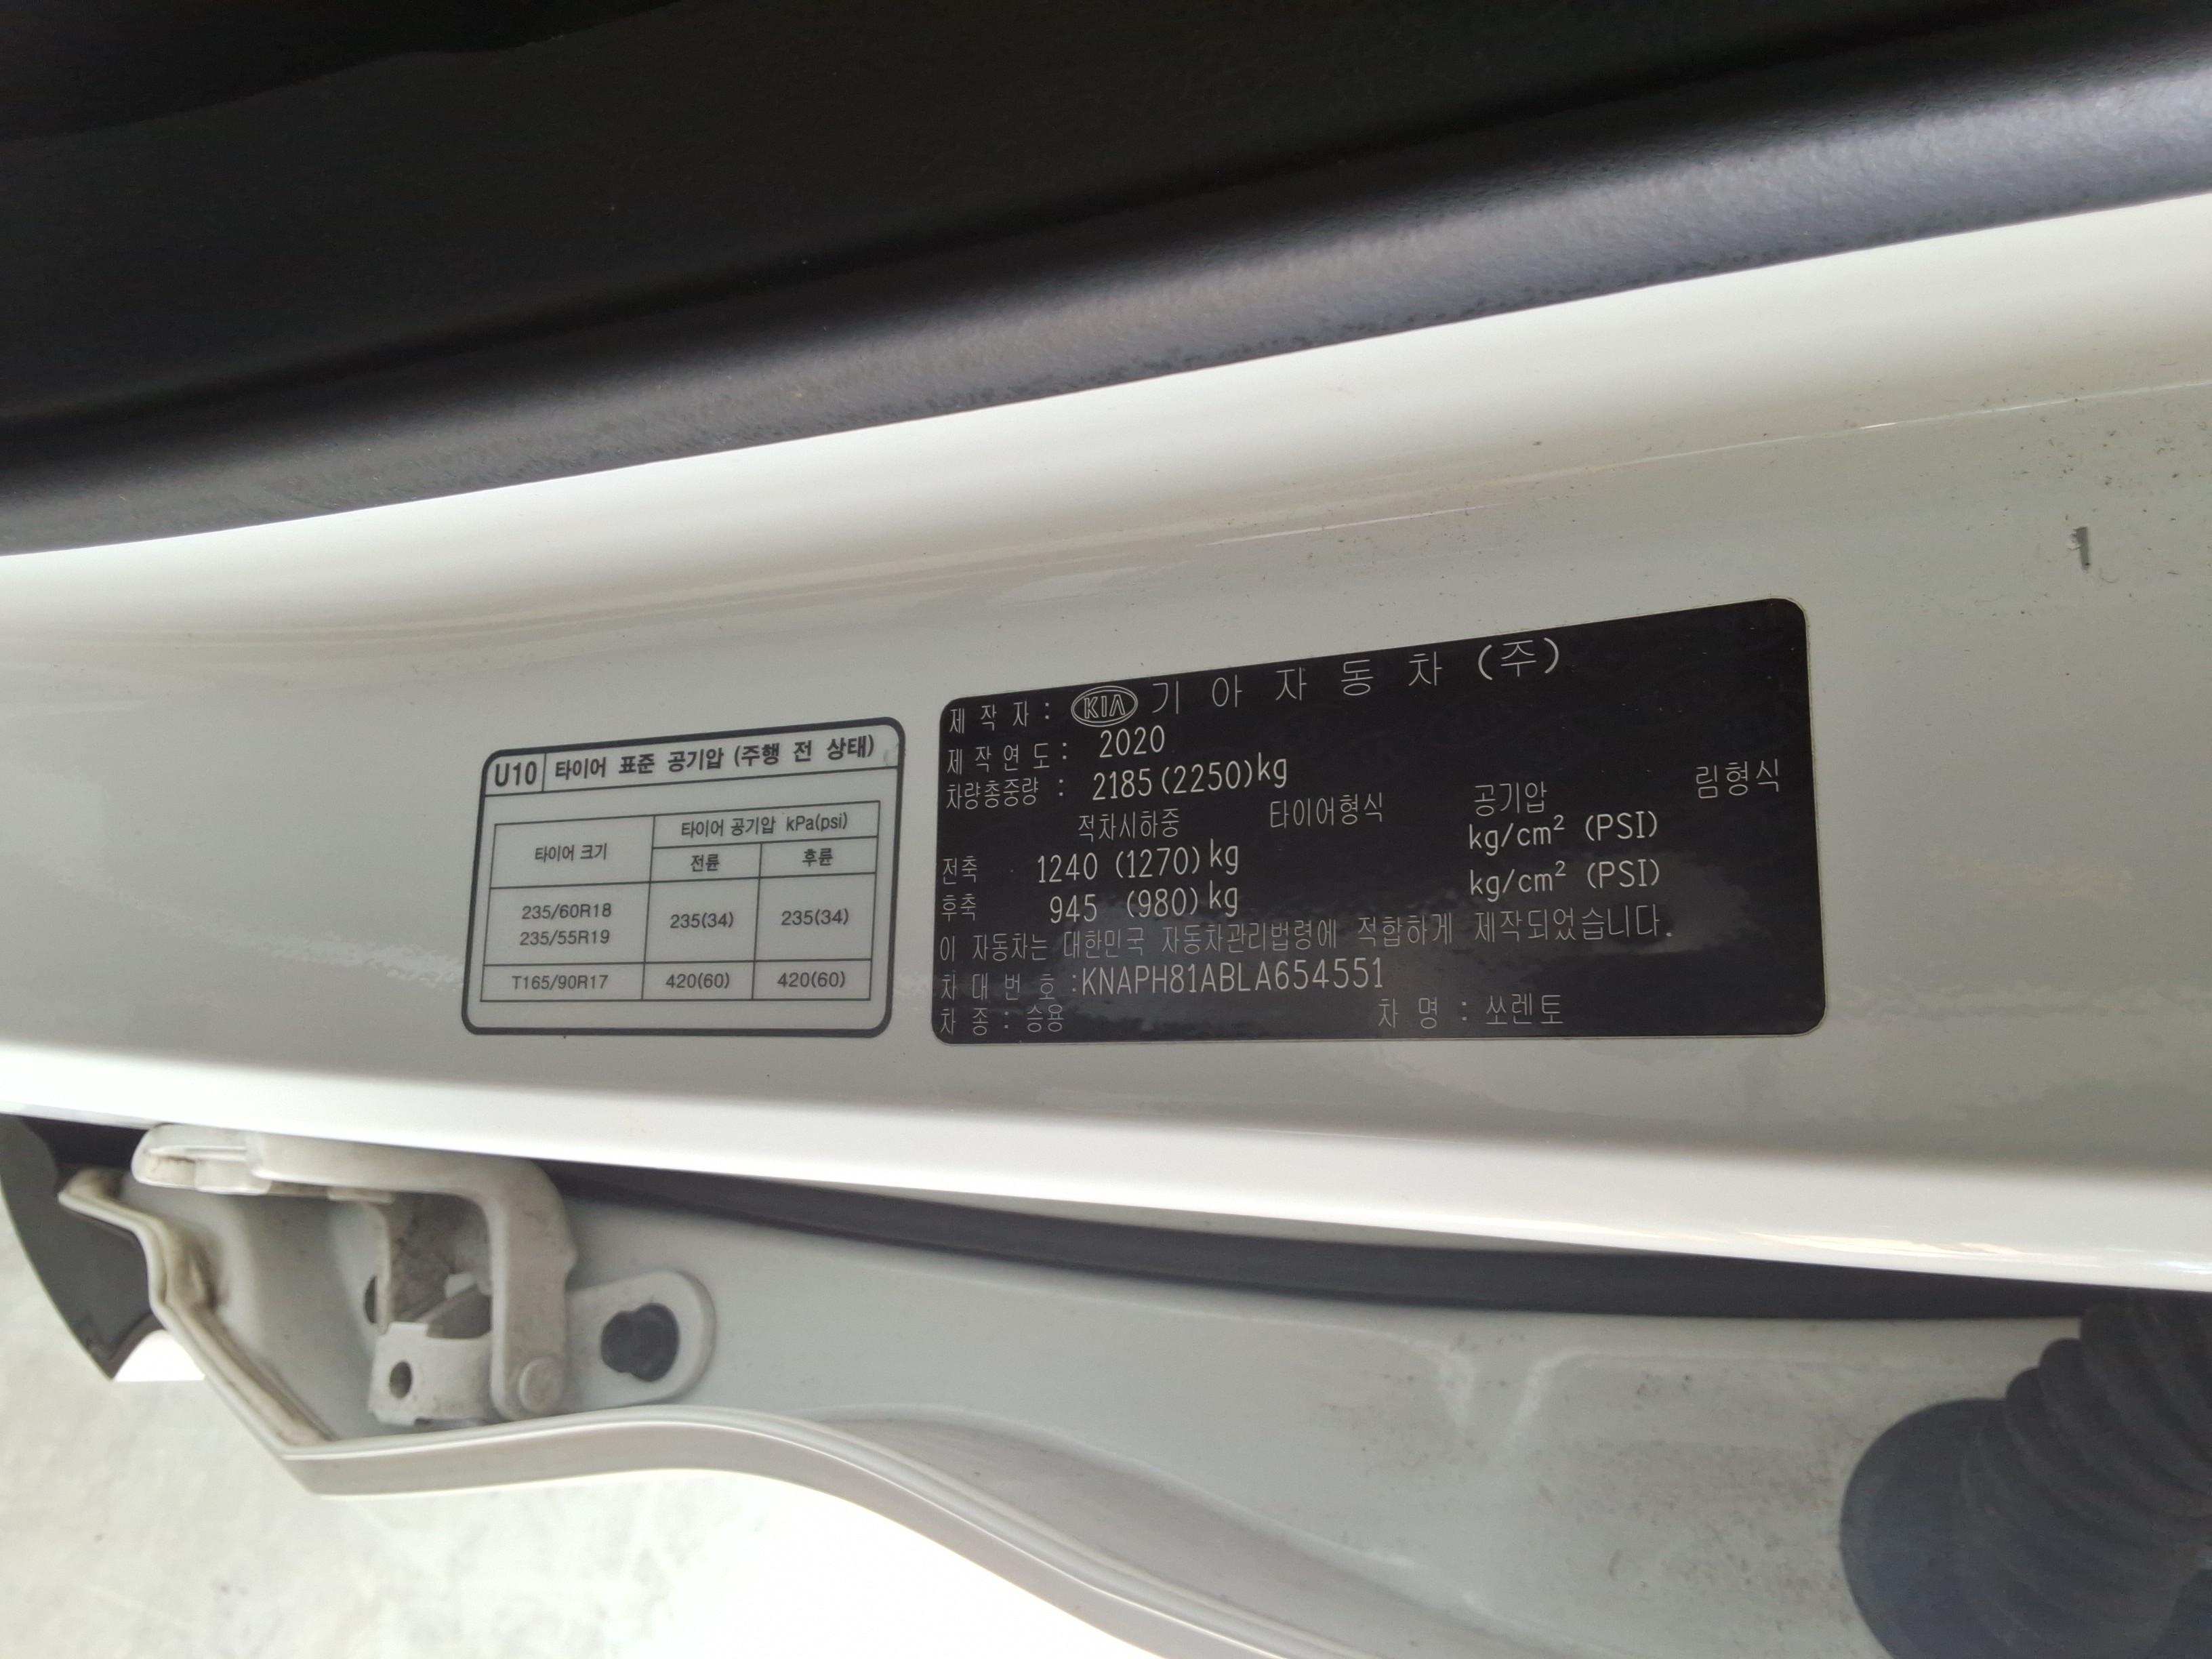 U10 타이어 표준 공기압 (주행 전 상태)
타이어 크기 타이어 공기압 kPa(psi)
전륜 후륜
235/60R18
235/55R19 235(34) 235(34)
T165/90R17 420(60) 420(60)
제작자 : KIA 기아자동차(주)
제작연도 : 2020
차량총중량 : 2185(2250)kg
적차시하중 타이어형식 공기압 림형식
전축 1240 (1270)kg kg/cm² (PSI)
후축 945 (980)kg kg/cm² (PSI)
이 자동차는 대한민국 자동차관리법령에 적합하게 제작되었습니다.
차대번호 :KNAPH81ABLA654551
차종 : 승용 차명 : 쏘렌토